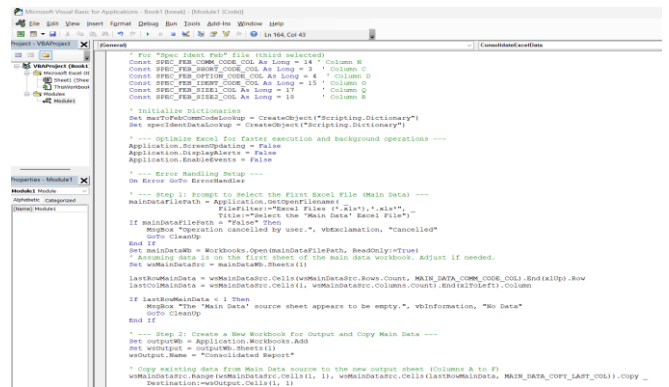 Microsoft Visual Basic for Applications - Book1 [break] - [Module1 (Code)]
File Edit View Insert Format Debug Run Tools Add-Ins Window Help
Ln 164, Col 43
Project - VBAProject
(General)
ConsolidateExcelData
VBAProject (Book1
Microsoft Excel Ol
Sheet1 (Shee
ThisWorkbook
Modules
Module1
Properties - Module1
Module1 Module
Alphabetic Categorized
(Name) Module1
' For "Spec Ident Feb" file (third selected)
Const SPEC_FEB_COMM_CODE_COL As Long = 14 ' Column N
Const SPEC_FEB_SHORT_CODE_COL As Long = 3 ' Column C
Const SPEC_FEB_OPTION_CODE_COL As Long = 4 ' Column D
Const SPEC_FEB_IDENT_CODE_COL As Long = 15 ' Column O
Const SPEC_FEB_SIZE1_COL As Long = 17 ' Column Q
Const SPEC_FEB_SIZE2_COL As Long = 18 ' Column R
' Initialize Dictionaries
Set marToFebCommCodeLookup = CreateObject("Scripting.Dictionary")
Set specIdentDataLookup = CreateObject("Scripting.Dictionary")
' --- Optimize Excel for faster execution and background operations ---
Application.ScreenUpdating = False
Application.DisplayAlerts = False
Application.EnableEvents = False
' --- Error Handling Setup ---
On Error GoTo ErrorHandler
' --- Step 1: Prompt to Select the First Excel File (Main Data) ---
mainDataFilePath = Application.GetOpenFilename( _
FileFilter:="Excel Files (*.xls*),*.xls*", _
Title:="Select the 'Main Data' Excel File")
If mainDataFilePath = "False" Then
MsgBox "Operation cancelled by user.", vbExclamation, "Cancelled"
GoTo CleanUp
End If
Set mainDataWb = Workbooks.Open(mainDataFilePath, ReadOnly:=True)
' Assuming data is on the first sheet of the main data workbook. Adjust if needed.
Set wsMainDataSrc = mainDataWb.Sheets(1)
lastRowMainData = wsMainDataSrc.Cells(wsMainDataSrc.Rows.Count, MAIN_DATA_COMM_CODE_COL).End(xlUp).Row
lastColMainData = wsMainDataSrc.Cells(1, wsMainDataSrc.Columns.Count).End(xlToLeft).Column
If lastRowMainData < 1 Then
MsgBox "The 'Main Data' source sheet appears to be empty.", vbInformation, "No Data"
GoTo CleanUp
End If
' --- Step 2: Create a New Workbook for Output and Copy Main Data ---
Set outputWb = Application.Workbooks.Add
Set wsOutput = outputWb.Sheets(1)
wsOutput.Name = "Consolidated Report"
' Copy existing data from Main Data source to the new output sheet (Columns A to F)
wsMainDataSrc.Range(wsMainDataSrc.Cells(1, 1), wsMainDataSrc.Cells(lastRowMainData, MAIN_DATA_COPY_LAST_COL)).Copy _
Destination:=wsOutput.Cells(1, 1)